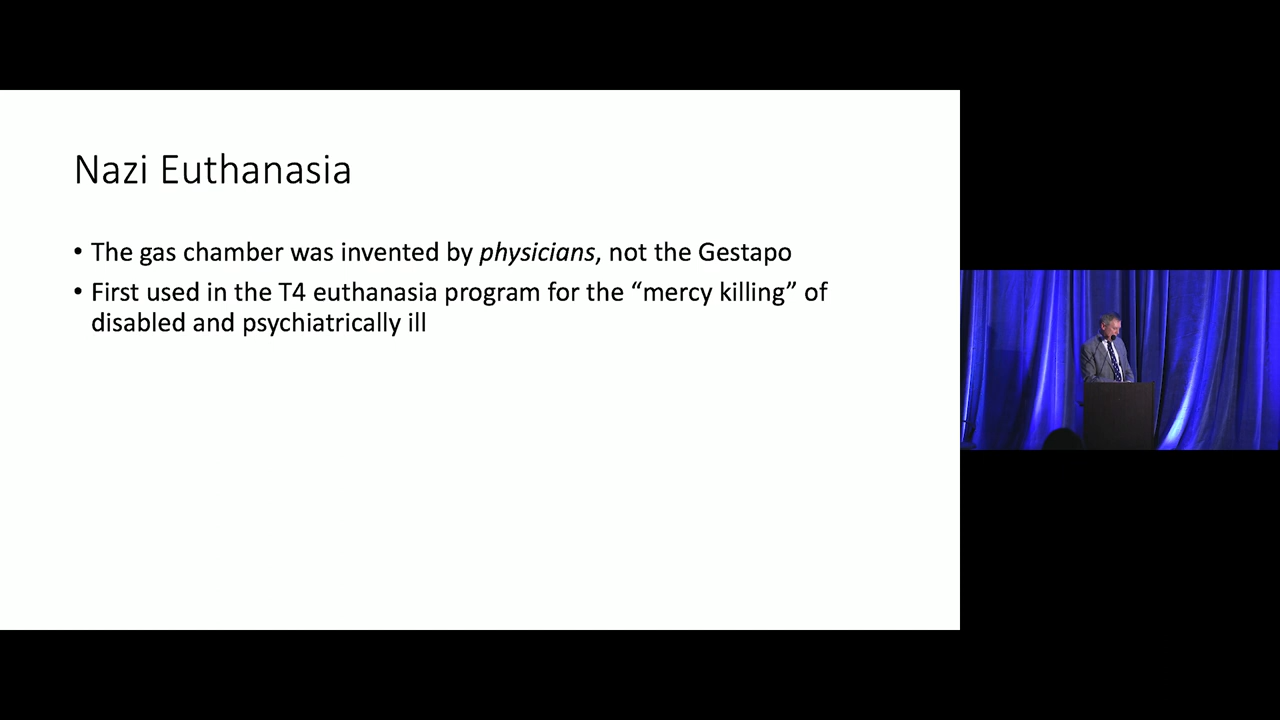 Nazi Euthanasia
• The gas chamber was invented by physicians, not the Gestapo
• First used in the T4 euthanasia program for the “mercy killing” of
disabled and psychiatrically ill